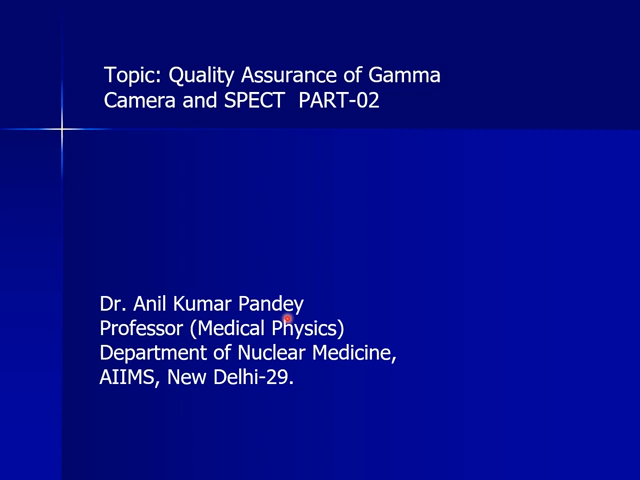 Topic: Quality Assurance of Gamma
Camera and SPECT PART-02
Dr. Anil Kumar Pandey
Professor (Medical Physics)
Department of Nuclear Medicine,
AIIMS, New Delhi-29.